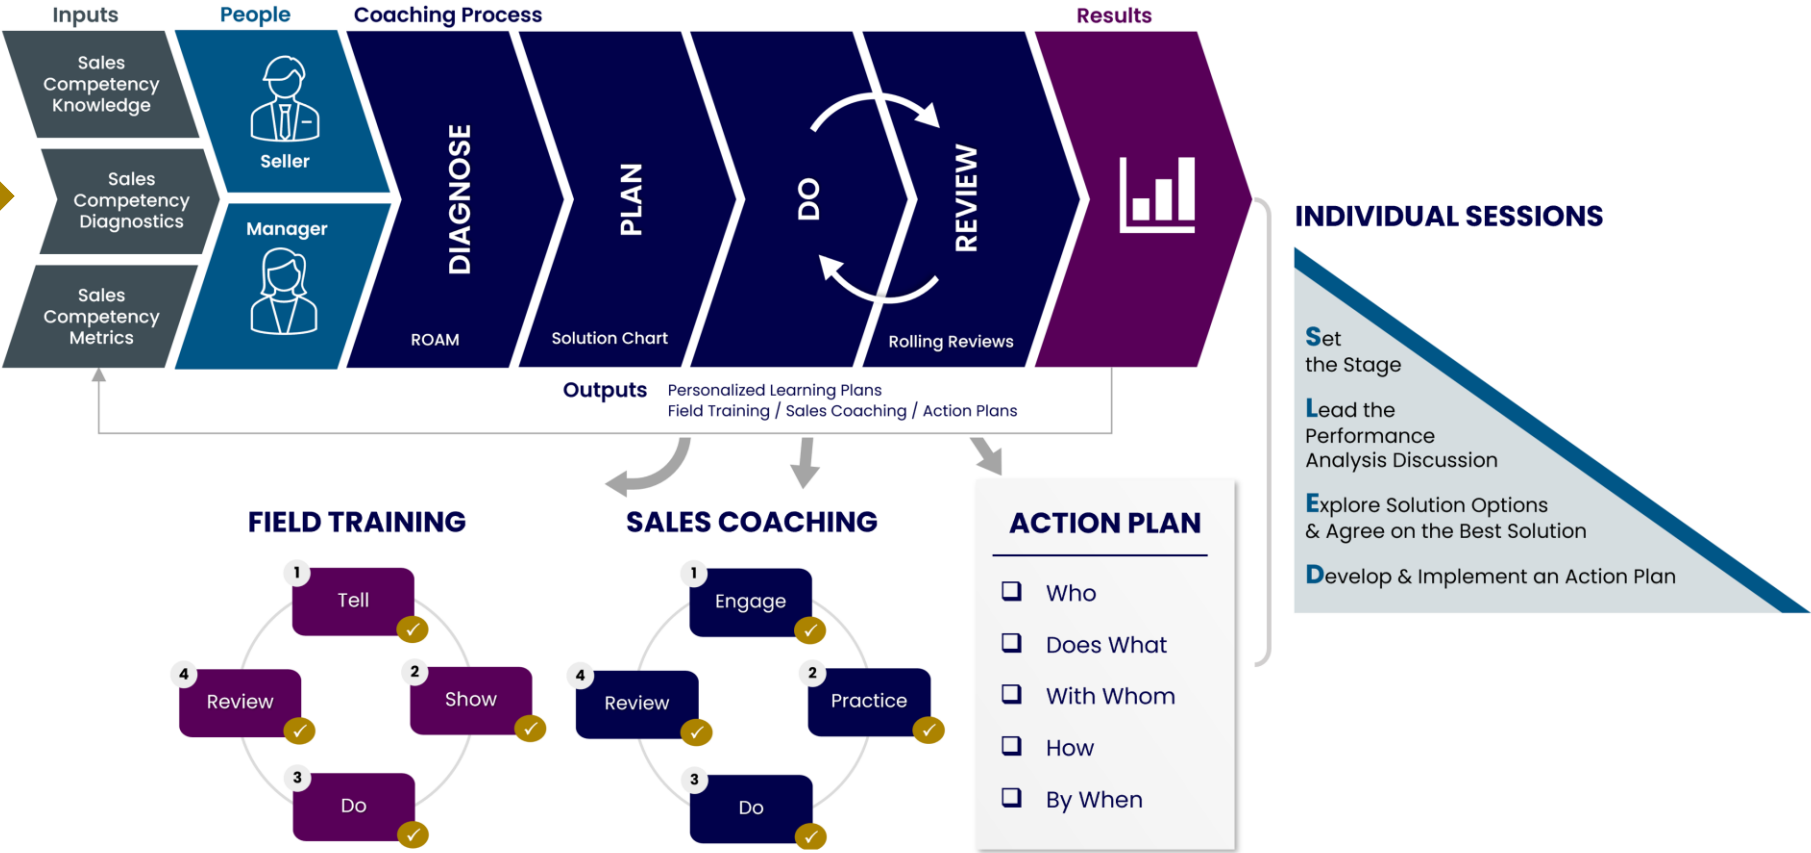 Inputs
People
Coaching Process
Results
Sales
Competency
Knowledge
Sales
Competency
Diagnostics
Sales
Competency
Metrics
Seller
Manager
DIAGNOSE
ROAM
PLAN
Solution Chart
DO
REVIEW
Rolling Reviews
Outputs
Personalized Learning Plans
Field Training / Sales Coaching / Action Plans
FIELD TRAINING
1
Tell
2
Show
3
Do
4
Review
SALES COACHING
1
Engage
2
Practice
3
Do
4
Review
ACTION PLAN
Who
Does What
With Whom
How
By When
INDIVIDUAL SESSIONS
Set
the Stage
Lead the
Performance
Analysis Discussion
Explore Solution Options
& Agree on the Best Solution
Develop & Implement an Action Plan